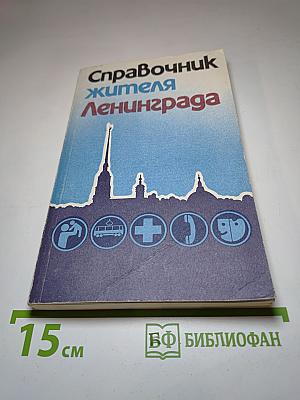 Справочник
жителя
Ленинграда
15 см
БФ БИБЛИОФАН